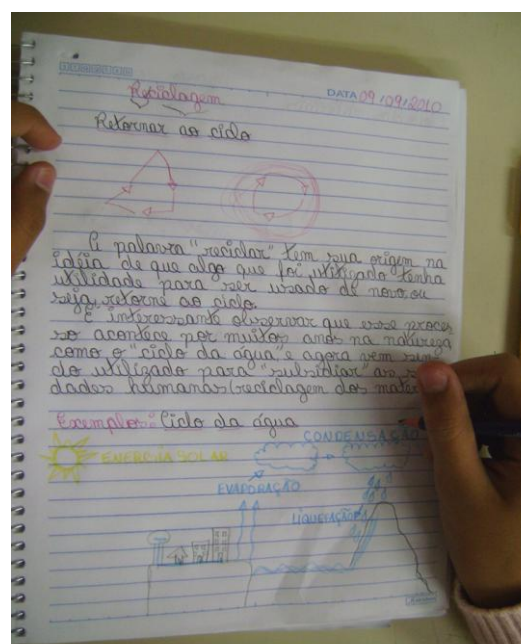 Reciclagem
DATA 09/09/2010
Retornar ao ciclo
A palavra "reciclar" tem sua origem na
idéia de que algo que foi utilizado tenha
utilidade para ser usado de novo ou
seja, retorne ao ciclo.
É interessante observar que esse proces
so acontece por muitos anos na natureza
como o "ciclo da água" e agora vem sen
do utilizado para "subsidiar" as
dades humanas (reciclagem dos mater
Exemplo: Ciclo da água
CONDENSAÇÃO
ENERGIA SOLAR
EVAPORAÇÃO
LIQUEFAÇÃO